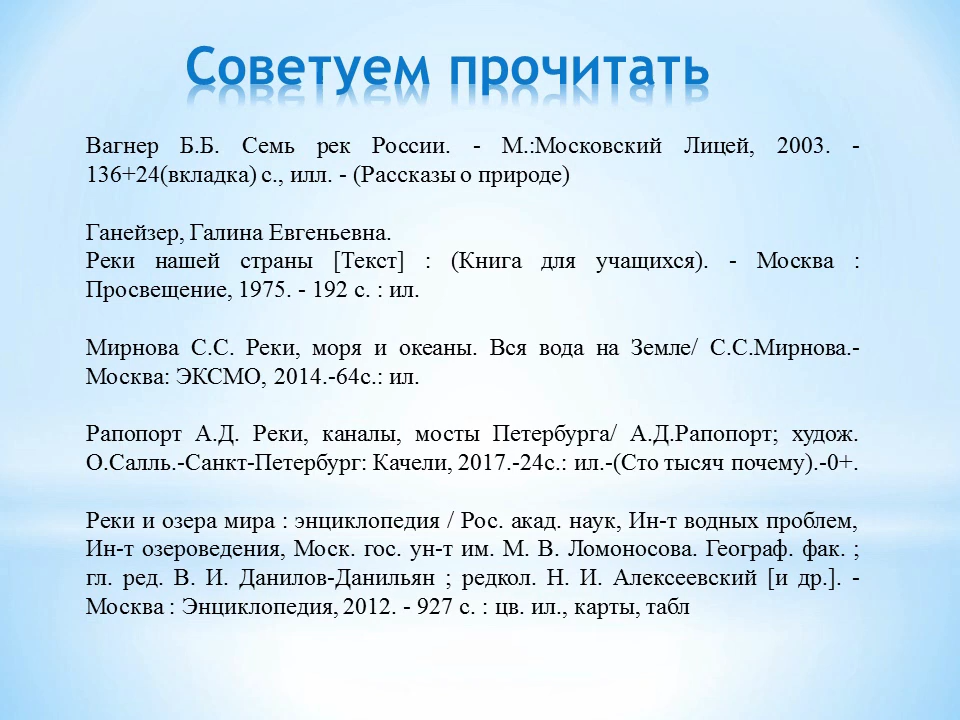 Советуем прочитать
Вагнер Б.Б. Семь рек России. - М.:Московский Лицей, 2003. -
136+24(вкладка) с., илл. - (Рассказы о природе)
Ганейзер, Галина Евгеньевна.
Реки нашей страны [Текст] : (Книга для учащихся). - Москва :
Просвещение, 1975. - 192 с. : ил.
Мирнова С.С. Реки, моря и океаны. Вся вода на Земле/ С.С.Мирнова.-
Москва: ЭКСМО, 2014.-64с.: ил.
Рапопорт А.Д. Реки, каналы, мосты Петербурга/ А.Д.Рапопорт; худож.
О.Салль.-Санкт-Петербург: Качели, 2017.-24с.: ил.-(Сто тысяч почему).-0+.
Реки и озера мира : энциклопедия / Рос. акад. наук, Ин-т водных проблем,
Ин-т озероведения, Моск. гос. ун-т им. М. В. Ломоносова. Географ. фак. ;
гл. ред. В. И. Данилов-Данильян ; редкол. Н. И. Алексеевский [и др.]. -
Москва : Энциклопедия, 2012. - 927 с. : цв. ил., карты, табл